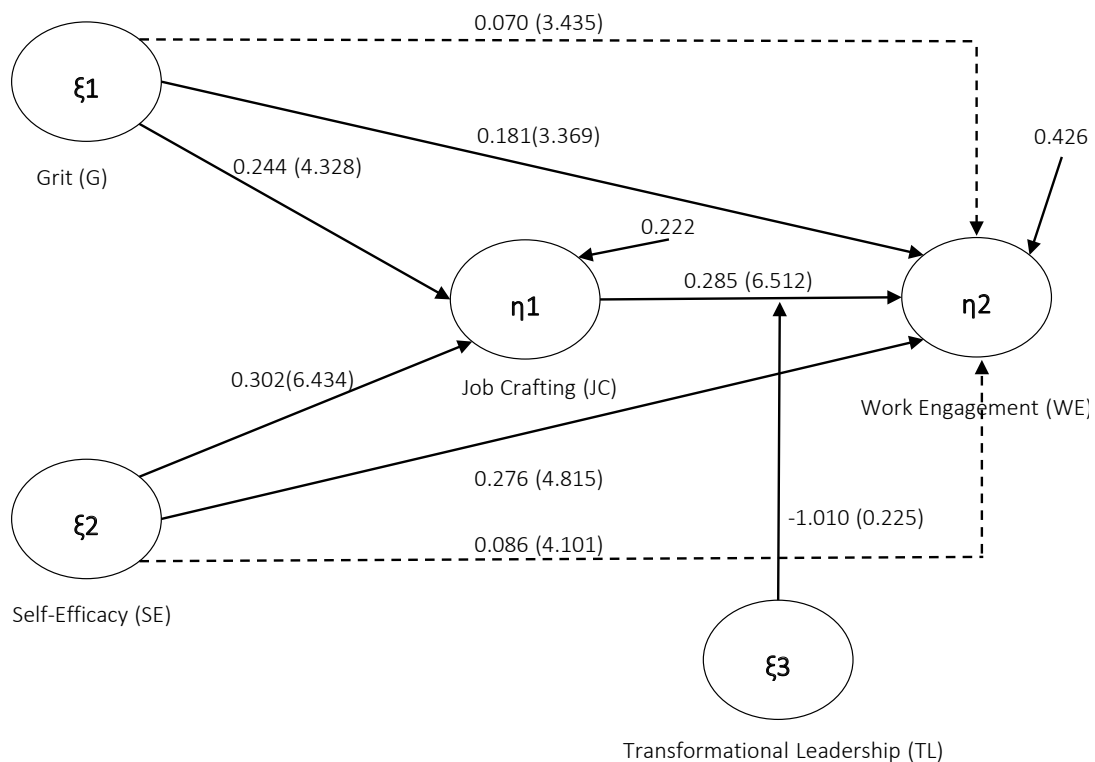 0.070 (3.435)
ξ1
0.181(3.369)
0.426
0.244 (4.328)
Grit (G)
0.222
0.285 (6.512)
η1
η2
0.302(6.434)
Job Crafting (JC)
Work Engagement (WE)
0.276 (4.815)
ξ2
-1.010 (0.225)
0.086 (4.101)
Self-Efficacy (SE)
ξ3
Transformational Leadership (TL)